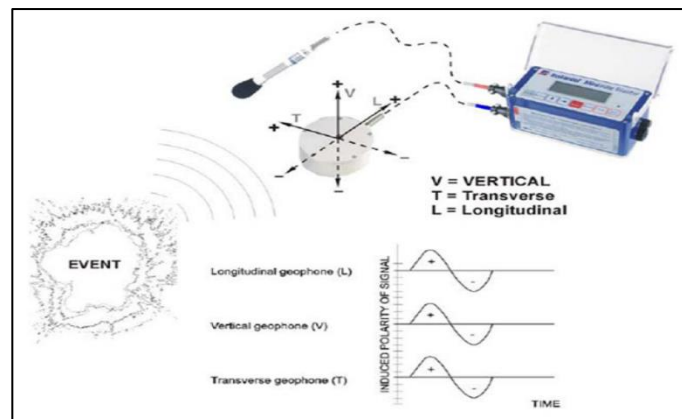 +
V
L
+
T
+
-
-
-
V = VERTICAL
T = Transverse
L = Longitudinal
EVENT
Longitudinal geophone (L)
Vertical geophone (V)
Transverse geophone (T)
INDUCED POLARITY OF SIGNAL
+
-
+
-
+
-
TIME